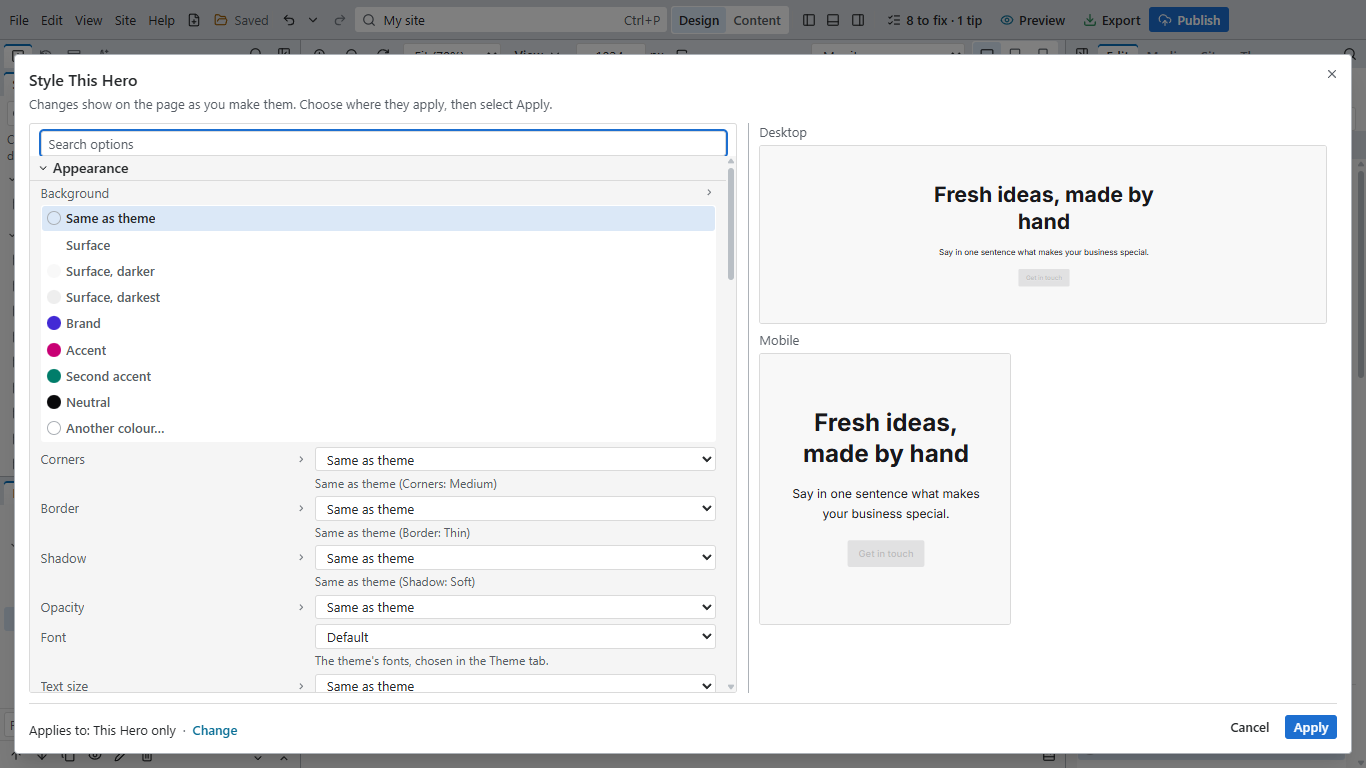 File Edit View Site Help Saved My site Ctrl+P Design Content 8 to fix · 1 tip Preview Export Publish
Style This Hero
Changes show on the page as you make them. Choose where they apply, then select Apply.
Search options
Appearance
Background
Same as theme
Surface
Surface, darker
Surface, darkest
Brand
Accent
Second accent
Neutral
Another colour...
Corners Same as theme
Same as theme (Corners: Medium)
Border Same as theme
Same as theme (Border: Thin)
Shadow Same as theme
Same as theme (Shadow: Soft)
Opacity Same as theme
Font Default
The theme's fonts, chosen in the Theme tab.
Text size Same as theme
Desktop
Fresh ideas, made by
hand
Say in one sentence what makes your business special.
Get in touch
Mobile
Fresh ideas,
made by hand
Say in one sentence what makes
your business special.
Get in touch
Applies to: This Hero only · Change
Cancel Apply